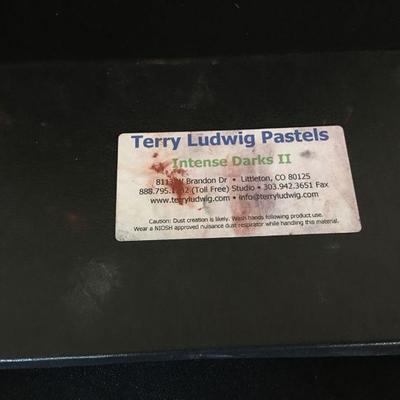 Terry Ludwig Pastels
Intense Darks II
Brandon Dr • Littleton, CO 80125
(Toll Free) Studio • 303.942.3651 Fax
www.terryludwig.com • info@terryludwig.com
Caution: Dust creation is likely. Wash hands following product use.
Wear a NIOSH approved nuisance dust respirator while handling this material.